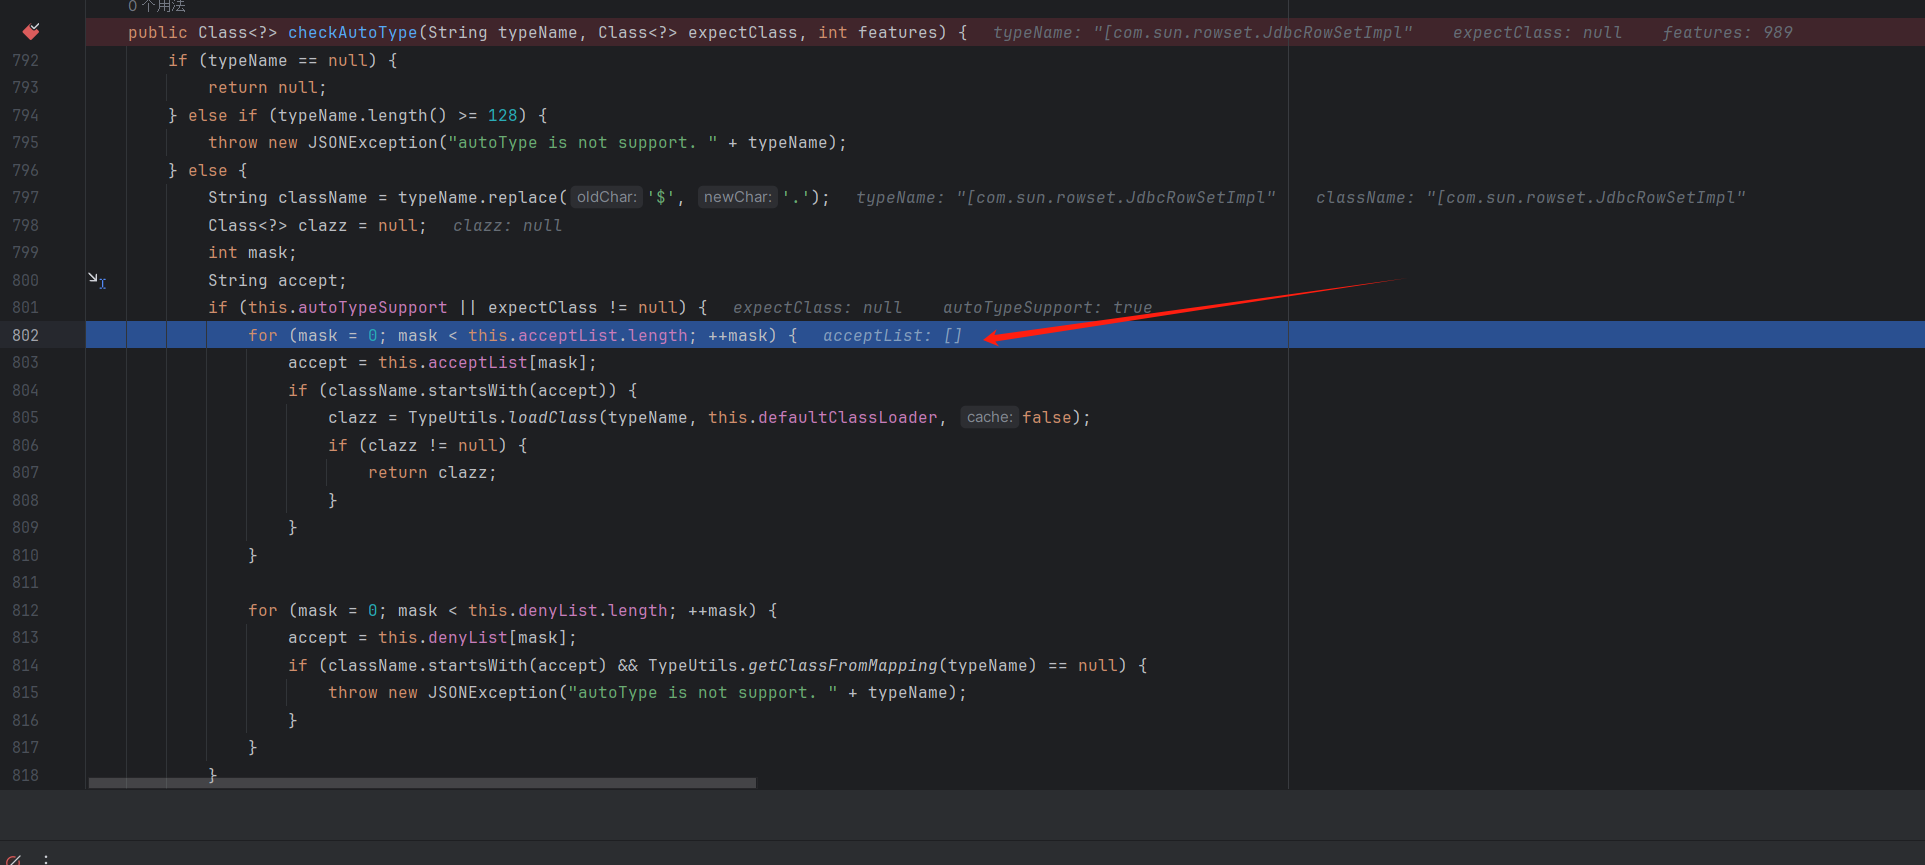 0 个用法
public Class<?> checkAutoType(String typeName, Class<?> expectClass, int features) { typeName: "[com.sun.rowset.JdbcRowSetImpl" expectClass: null features: 989
792 if (typeName == null) {
793 return null;
794 } else if (typeName.length() >= 128) {
795 throw new JSONException("autoType is not support. " + typeName);
796 } else {
797 String className = typeName.replace( oldChar: '$', newChar: '.'); typeName: "[com.sun.rowset.JdbcRowSetImpl" className: "[com.sun.rowset.JdbcRowSetImpl"
798 Class<?> clazz = null; clazz: null
799 int mask;
800 String accept;
801 if (this.autoTypeSupport || expectClass != null) { expectClass: null autoTypeSupport: true
802 for (mask = 0; mask < this.acceptList.length; ++mask) { acceptList: []
803 accept = this.acceptList[mask];
804 if (className.startsWith(accept)) {
805 clazz = TypeUtils.loadClass(typeName, this.defaultClassLoader, cache: false);
806 if (clazz != null) {
807 return clazz;
808 }
809 }
810 }
811
812 for (mask = 0; mask < this.denyList.length; ++mask) {
813 accept = this.denyList[mask];
814 if (className.startsWith(accept) && TypeUtils.getClassFromMapping(typeName) == null) {
815 throw new JSONException("autoType is not support. " + typeName);
816 }
817 }
818 }